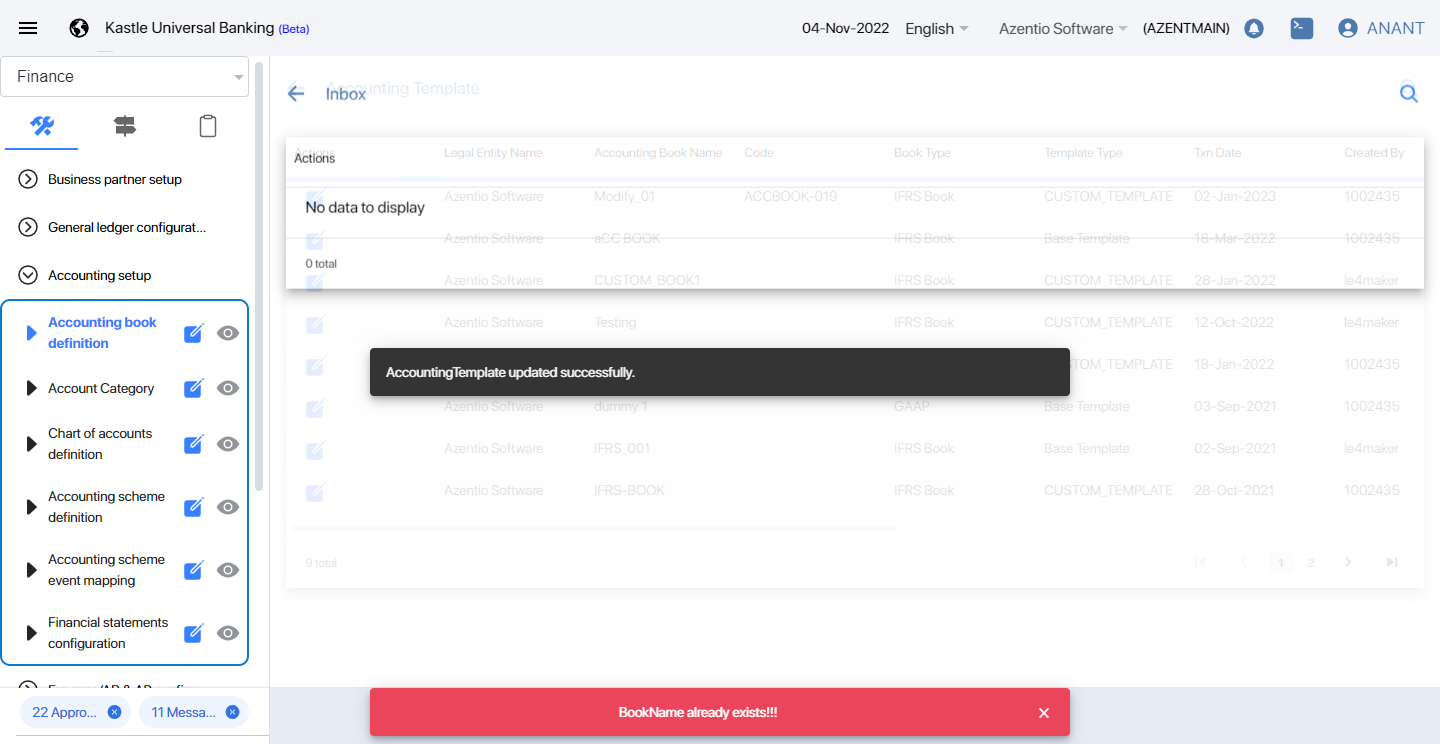 Kastle Universal Banking (Beta)
04-Nov-2022
English
Azentio Software
(AZENTMAIN)
ANANT
Finance
Business partner setup
General ledger configurat...
Accounting setup
Accounting book
definition
Account Category
Chart of accounts
definition
Accounting scheme
definition
Accounting scheme
event mapping
Financial statements
configuration
22 Appro...
11 Messa...
Accounting Template
Inbox
Actions Legal Entity Name Accounting Book Name Code Book Type Template Type Txn Date Created By
Actions
Azentio Software Modify_01 ACCBOOK-019 IFRS Book CUSTOM_TEMPLATE 02-Jan-2023 1002435
No data to display
Azentio Software aCC BOOK IFRS Book Base Template 18-Mar-2022 1002435
0 total
Azentio Software CUSTOM_BOOK1 IFRS Book CUSTOM_TEMPLATE 28-Jan-2022 le4maker
Azentio Software Testing IFRS Book CUSTOM_TEMPLATE 12-Oct-2022 le4maker
AccountingTemplate updated successfully.
18-Jan-2022 1002435
Azentio Software dummy 1 GAAP Base Template 03-Sep-2021 1002435
Azentio Software IFRS_001 IFRS Book Base Template 02-Sep-2021 le4maker
Azentio Software IFRS-BOOK IFRS Book CUSTOM_TEMPLATE 28-Oct-2021 1002435
9 total
1 2
BookName already exists!!!